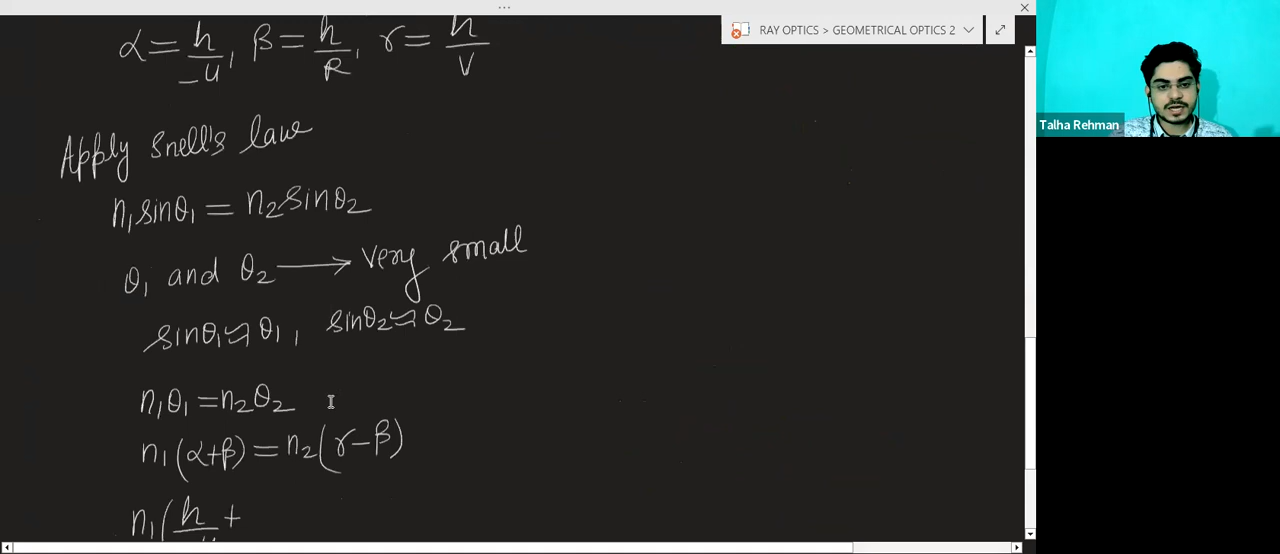 α = h/-u, β = h/R, r = h/v
RAY OPTICS > GEOMETRICAL OPTICS 2
Talha Rehman
Apply Snell's law
n₁sinθ₁ = n₂sinθ₂
θ₁ and θ₂ → very small
sinθ₁ ≈ θ₁, sinθ₂ ≈ θ₂
n₁θ₁ = n₂θ₂
n₁(α+β) = n₂(r-β)
n₁(h/-u +